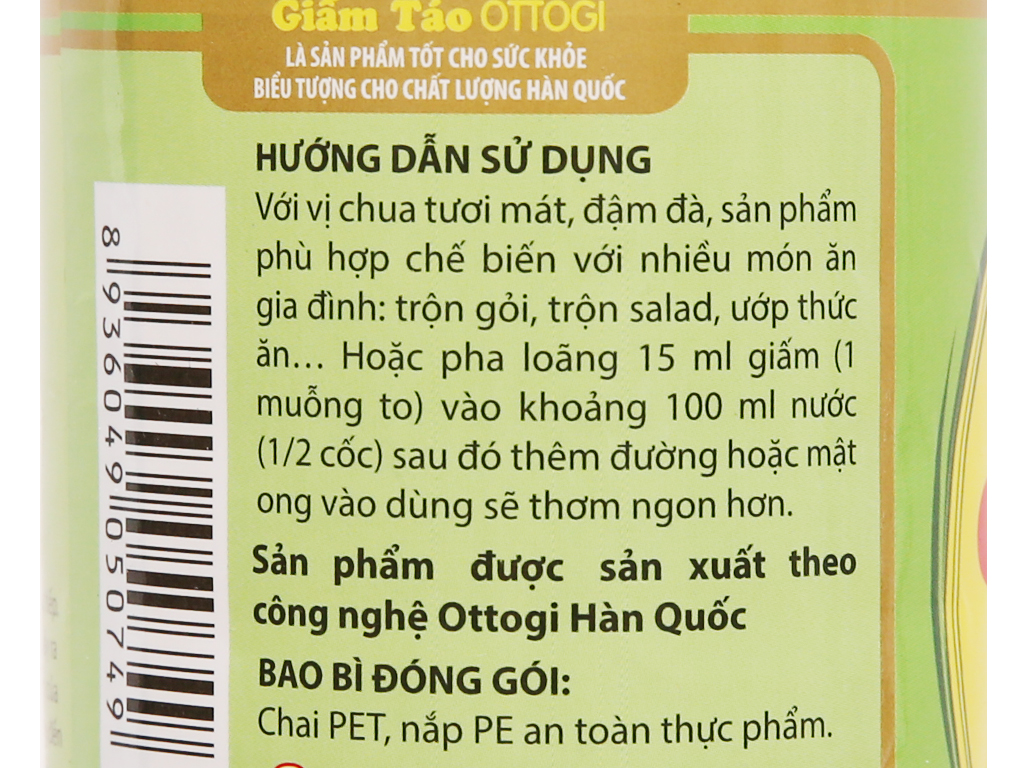 Giấm Táo OTTOGI
LÀ SẢN PHẨM TỐT CHO SỨC KHỎE
BIỂU TƯỢNG CHO CHẤT LƯỢNG HÀN QUỐC
HƯỚNG DẪN SỬ DỤNG
Với vị chua tươi mát, đậm đà, sản phẩm
phù hợp chế biến với nhiều món ăn
gia đình: trộn gỏi, trộn salad, ướp thức
ăn... Hoặc pha loãng 15 ml giấm (1
muỗng to) vào khoảng 100 ml nước
(1/2 cốc) sau đó thêm đường hoặc mật
ong vào dùng sẽ thơm ngon hơn.
Sản phẩm được sản xuất theo
công nghệ Ottogi Hàn Quốc
BAO BÌ ĐÓNG GÓI:
Chai PET, nắp PE an toàn thực phẩm.
8936049050749